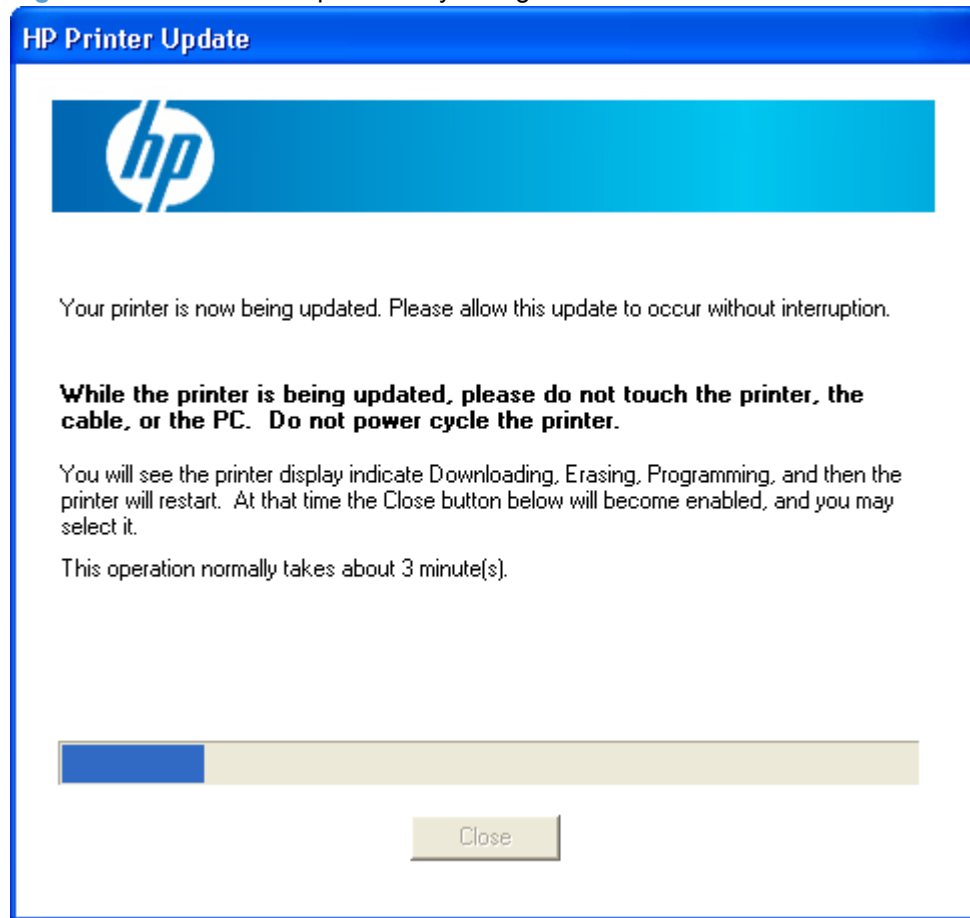 HP Printer Update
hp
Your printer is now being updated. Please allow this update to occur without interruption.
While the printer is being updated, please do not touch the printer, the
cable, or the PC.  Do not power cycle the printer.
You will see the printer display indicate Downloading, Erasing, Programming, and then the
printer will restart.  At that time the Close button below will become enabled, and you may
select it.
This operation normally takes about 3 minute(s).
Close